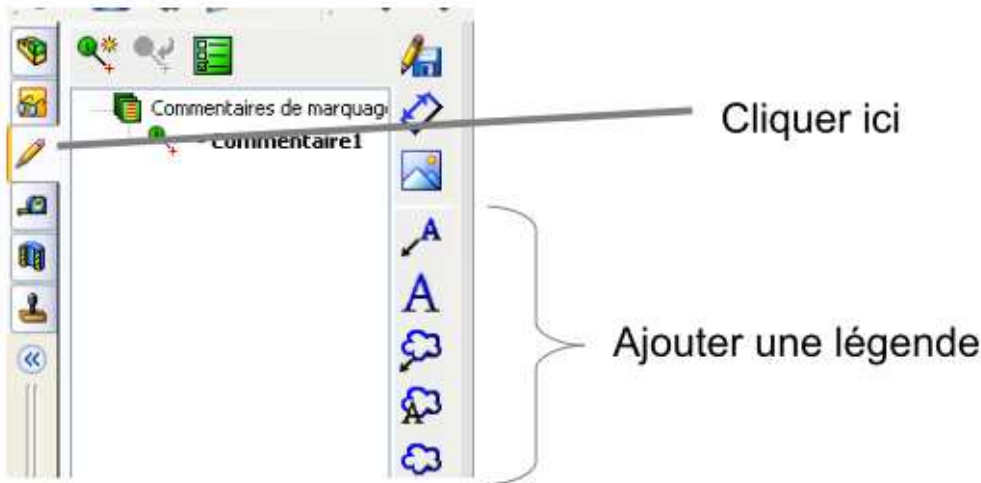 Commentaires de marquag
Commentaire1
Cliquer ici
Ajouter une légende